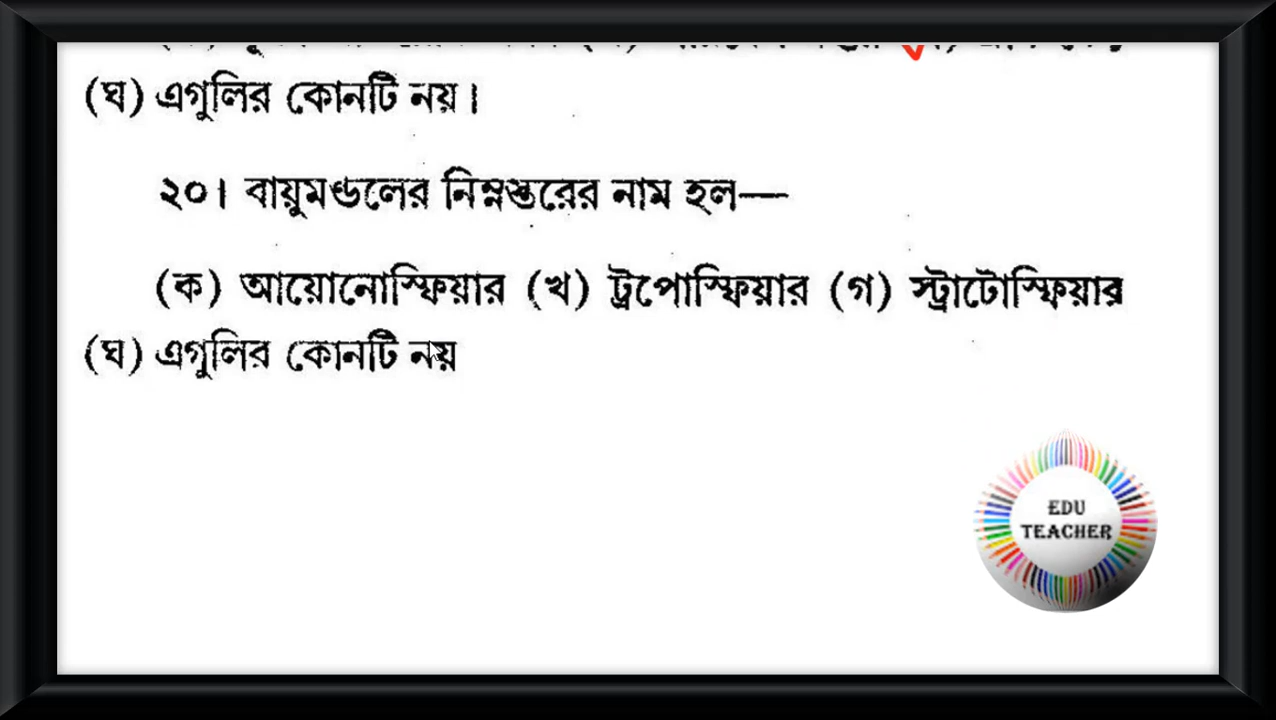 (ঘ) এগুলির কোনটি নয়।
২০। বায়ুমণ্ডলের নিম্নস্তরের নাম হল—
(ক) আয়োনোস্ফিয়ার (খ) ট্রপোস্ফিয়ার (গ) স্ট্রাটোস্ফিয়ার
(ঘ) এগুলির কোনটি নয়
EDU
TEACHER